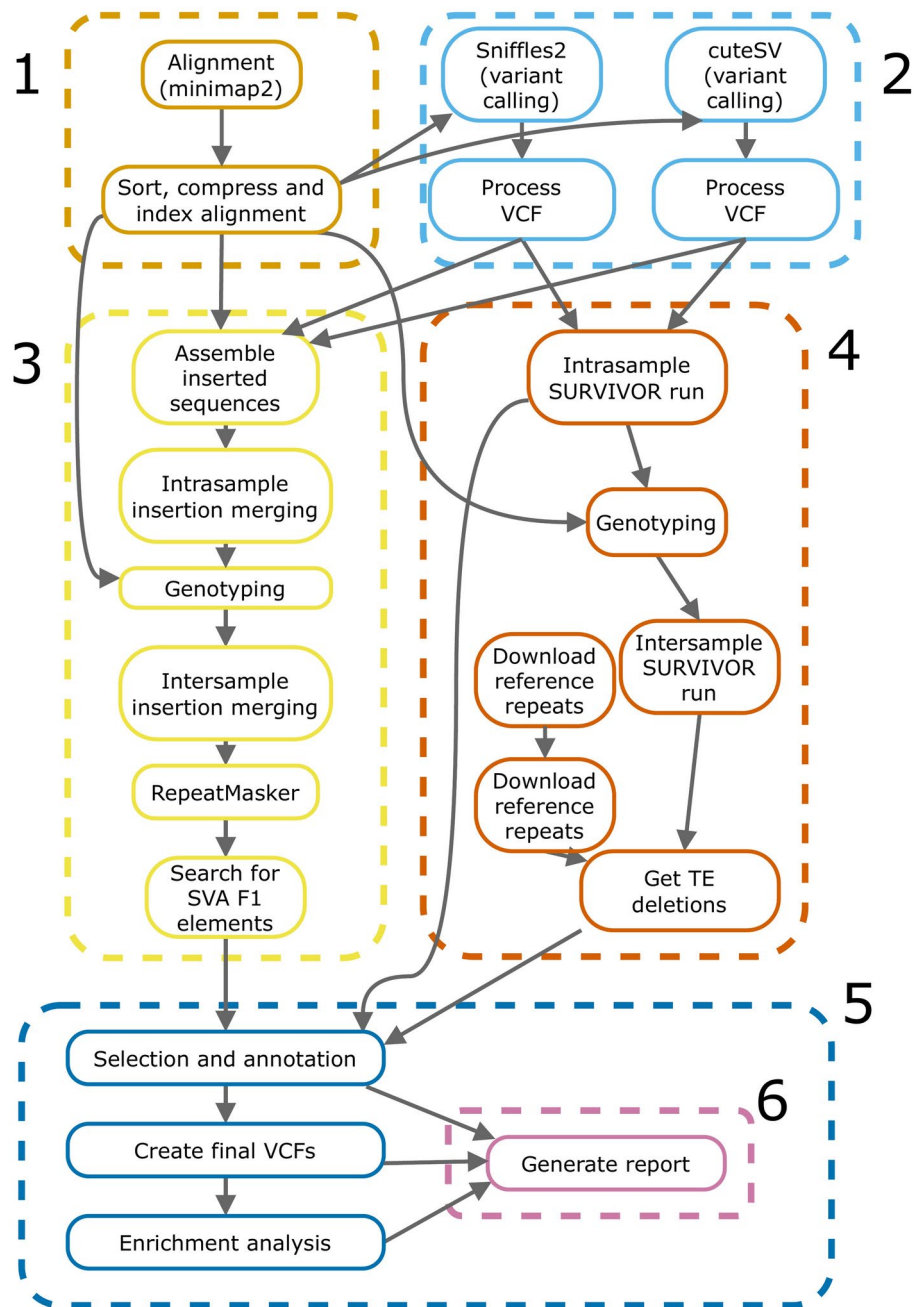 1
Alignment
(minimap2)
Sort, compress and
index alignment
2
Sniffles2
(variant
calling)
cuteSV
(variant
calling)
Process
VCF
Process
VCF
3
Assemble
inserted
sequences
Intrasample
insertion merging
Genotyping
Intersample
insertion merging
RepeatMasker
Search for
SVA F1
elements
4
Intrasample
SURVIVOR run
Genotyping
Intersample
SURVIVOR
run
Download
reference
repeats
Download
reference
repeats
Get TE
deletions
5
Selection and annotation
Create final VCFs
Enrichment analysis
6
Generate report